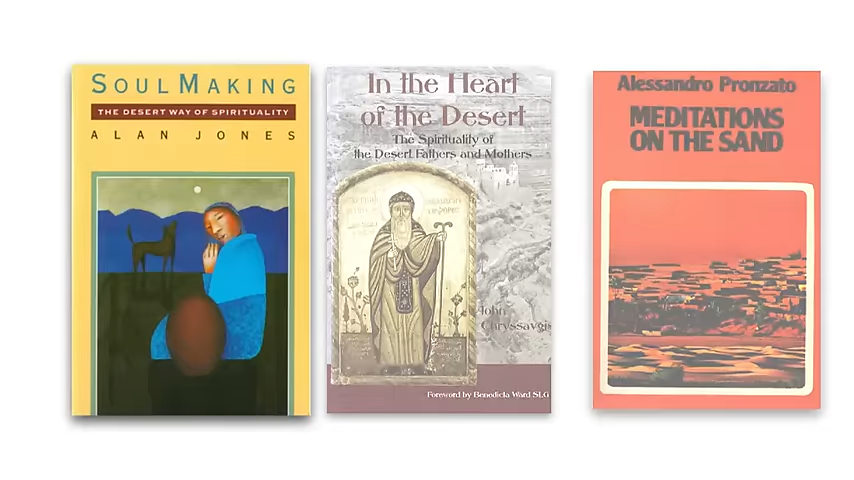 SOUL MAKING
THE DESERT WAY OF SPIRITUALITY
ALAN JONES
In the Heart
of the Desert
The Spirituality of
the Desert Fathers and Mothers
John
Chryssavgis
Foreword by Benedicta Ward SLG
Alessandro Pronzato
MEDITATIONS
ON THE SAND